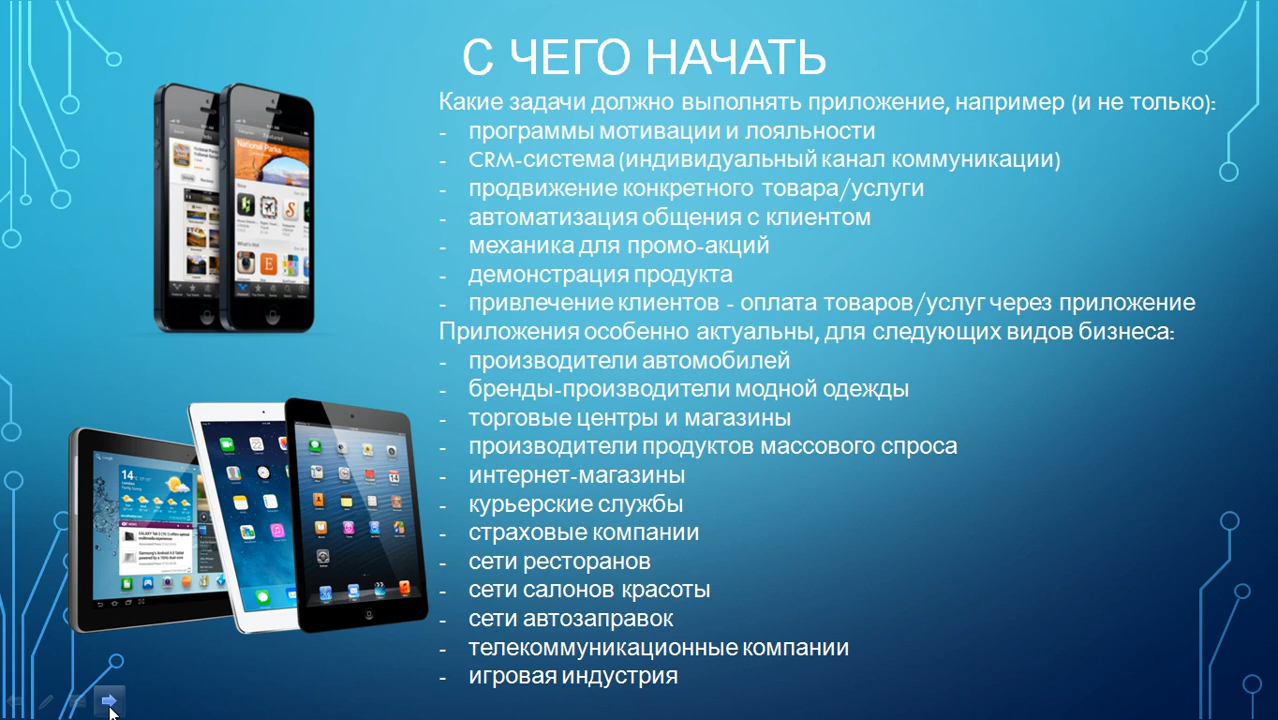 С ЧЕГО НАЧАТЬ
Какие задачи должно выполнять приложение, например (и не только):
- программы мотивации и лояльности
- CRM-система (индивидуальный канал коммуникации)
- продвижение конкретного товара/услуги
- автоматизация общения с клиентом
- механика для промо-акций
- демонстрация продукта
- привлечение клиентов - оплата товаров/услуг через приложение
Приложения особенно актуальны, для следующих видов бизнеса:
- производители автомобилей
- бренды-производители модной одежды
- торговые центры и магазины
- производители продуктов массового спроса
- интернет-магазины
- курьерские службы
- страховые компании
- сети ресторанов
- сети салонов красоты
- сети автозаправок
- телекоммуникационные компании
- игровая индустрия
National Parks
14°